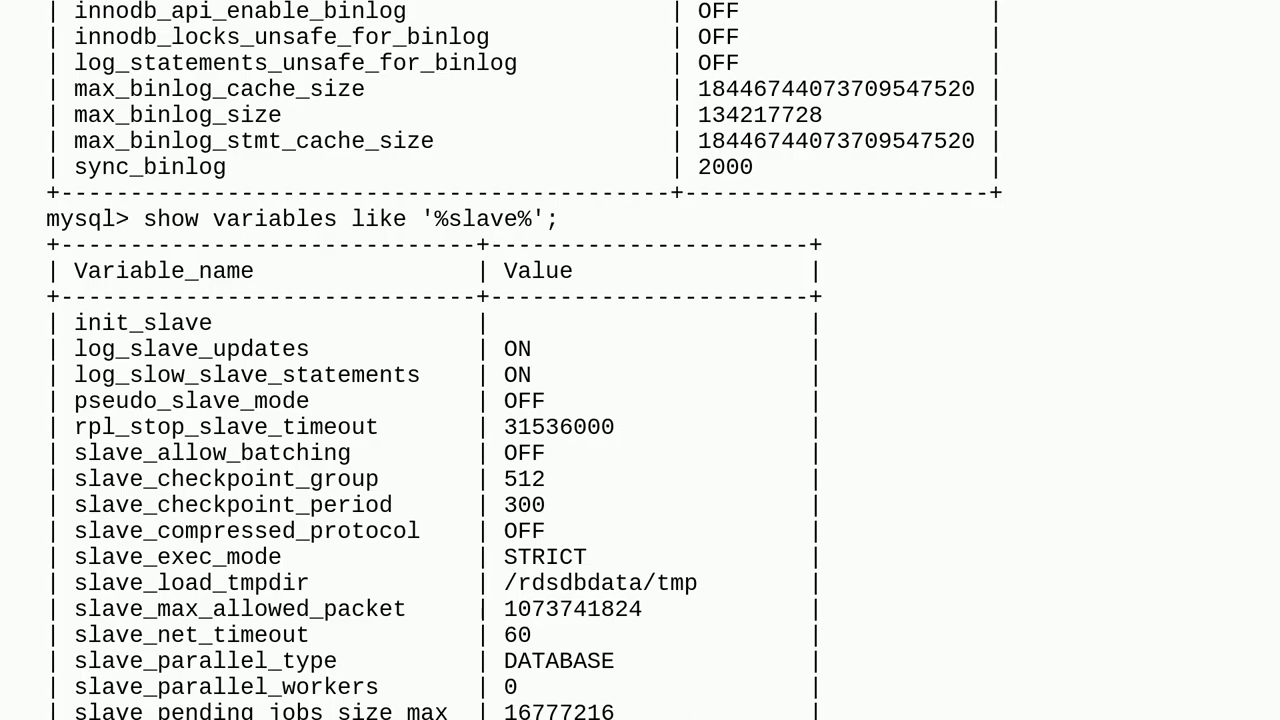 | innodb_api_enable_binlog                   | OFF                  |
| innodb_locks_unsafe_for_binlog             | OFF                  |
| log_statements_unsafe_for_binlog           | OFF                  |
| max_binlog_cache_size                      | 18446744073709547520 |
| max_binlog_size                            | 134217728            |
| max_binlog_stmt_cache_size                 | 18446744073709547520 |
| sync_binlog                                | 2000                 |
+--------------------------------------------+----------------------+
mysql> show variables like '%slave%';
+------------------------------+-----------------------+
| Variable_name                | Value                 |
+------------------------------+-----------------------+
| init_slave                   |                       |
| log_slave_updates            | ON                    |
| log_slow_slave_statements    | ON                    |
| pseudo_slave_mode            | OFF                   |
| rpl_stop_slave_timeout       | 31536000              |
| slave_allow_batching         | OFF                   |
| slave_checkpoint_group       | 512                   |
| slave_checkpoint_period      | 300                   |
| slave_compressed_protocol    | OFF                   |
| slave_exec_mode              | STRICT                |
| slave_load_tmpdir            | /rdsdbdata/tmp        |
| slave_max_allowed_packet     | 1073741824            |
| slave_net_timeout            | 60                    |
| slave_parallel_type          | DATABASE              |
| slave_parallel_workers       | 0                     |
| slave_pending_jobs_size_max  | 16777216              |